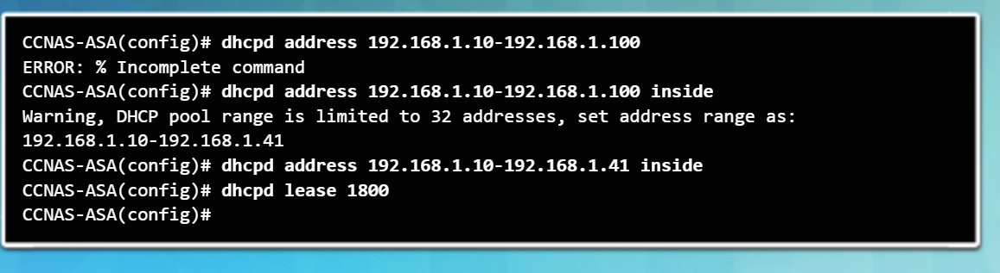 CCNAS-ASA(config)# dhcpd address 192.168.1.10-192.168.1.100
ERROR: % Incomplete command
CCNAS-ASA(config)# dhcpd address 192.168.1.10-192.168.1.100 inside
Warning, DHCP pool range is limited to 32 addresses, set address range as:
192.168.1.10-192.168.1.41
CCNAS-ASA(config)# dhcpd address 192.168.1.10-192.168.1.41 inside
CCNAS-ASA(config)# dhcpd lease 1800
CCNAS-ASA(config)#